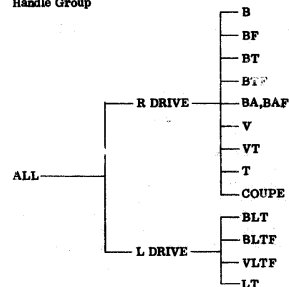 Handle Group
B
BF
BT
BTF
R DRIVE
BA,BAF
V
VT
T
ALL
COUPE
BLT
BLTF
L DRIVE
VLTF
LT